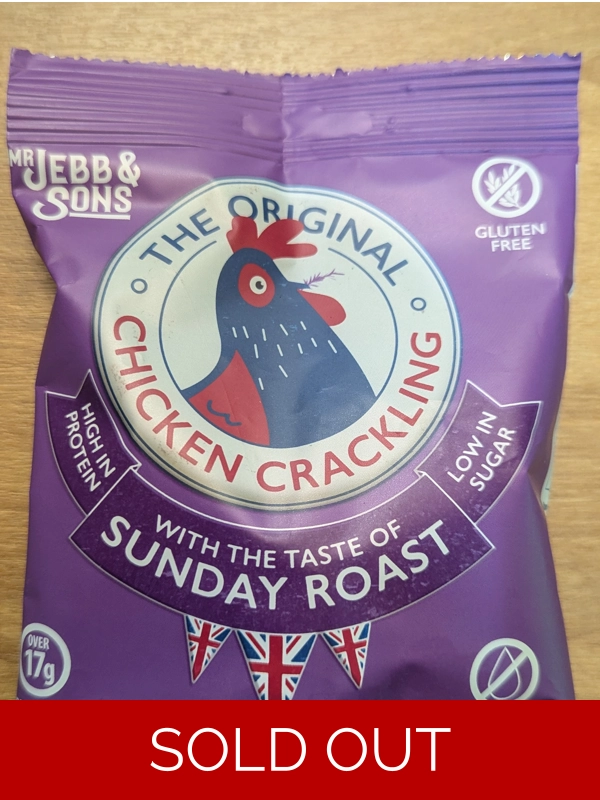 MR JEBB &
SONS
GLUTEN
FREE
THE ORIGINAL
CHICKEN CRACKLING
HIGH IN
PROTEIN
LOW IN
SUGAR
WITH THE TASTE OF
SUNDAY ROAST
OVER
17g
SOLD OUT